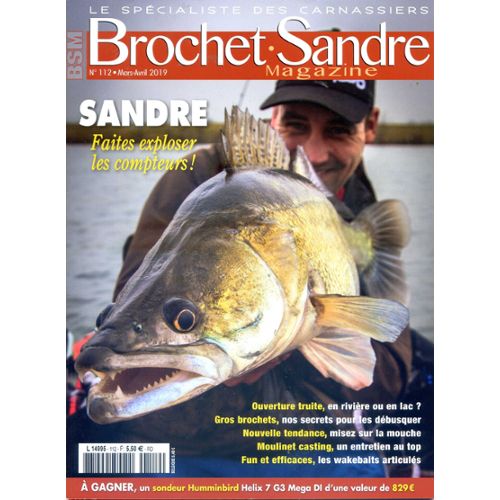 LE SPÉCIALISTE DES CARNASSIERS
BSM
Brochet•Sandre
Magazine
N° 112 • Mars-Avril 2019
SANDRE
Faites exploser
les compteurs !
Ouverture truite, en rivière ou en lac ?
Gros brochets, nos secrets pour les débusquer
Nouvelle tendance, misez sur la mouche
Moulinet casting, un entretien au top
Fun et efficaces, les wakebaits articulés
L 14995 - 112 - F: 5,50 € - RD
À GAGNER, un sondeur Humminbird Helix 7 G3 Mega DI d'une valeur de 829 €